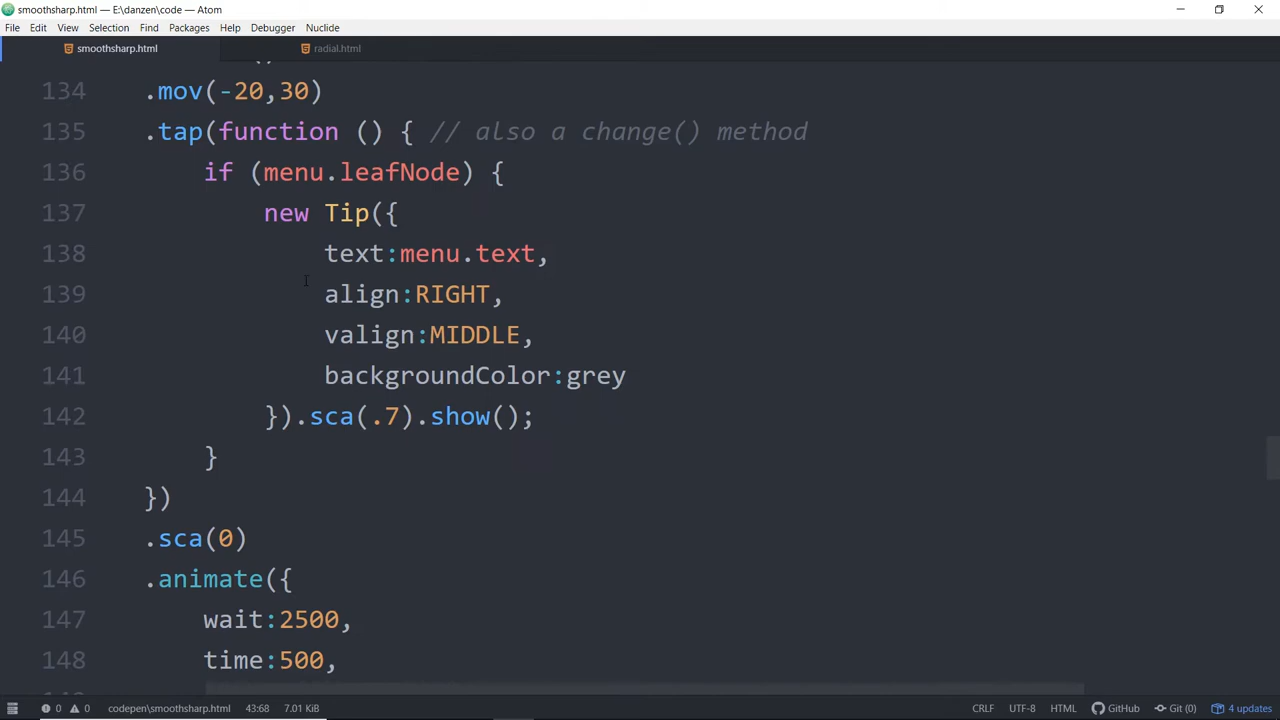 smoothsharp.html — E:\danzen\code — Atom
File Edit View Selection Find Packages Help Debugger Nuclide
smoothsharp.html radial.html
134 .mov(-20,30)
135 .tap(function () { // also a change() method
136 if (menu.leafNode) {
137 new Tip({
138 text:menu.text,
139 align:RIGHT,
140 valign:MIDDLE,
141 backgroundColor:grey
142 }).sca(.7).show();
143 }
144 })
145 .sca(0)
146 .animate({
147 wait:2500,
148 time:500,
0 0 codepen\smoothsharp.html 7.01 KiB 43:68 CRLF UTF-8 HTML GitHub Git (0) 4 updates